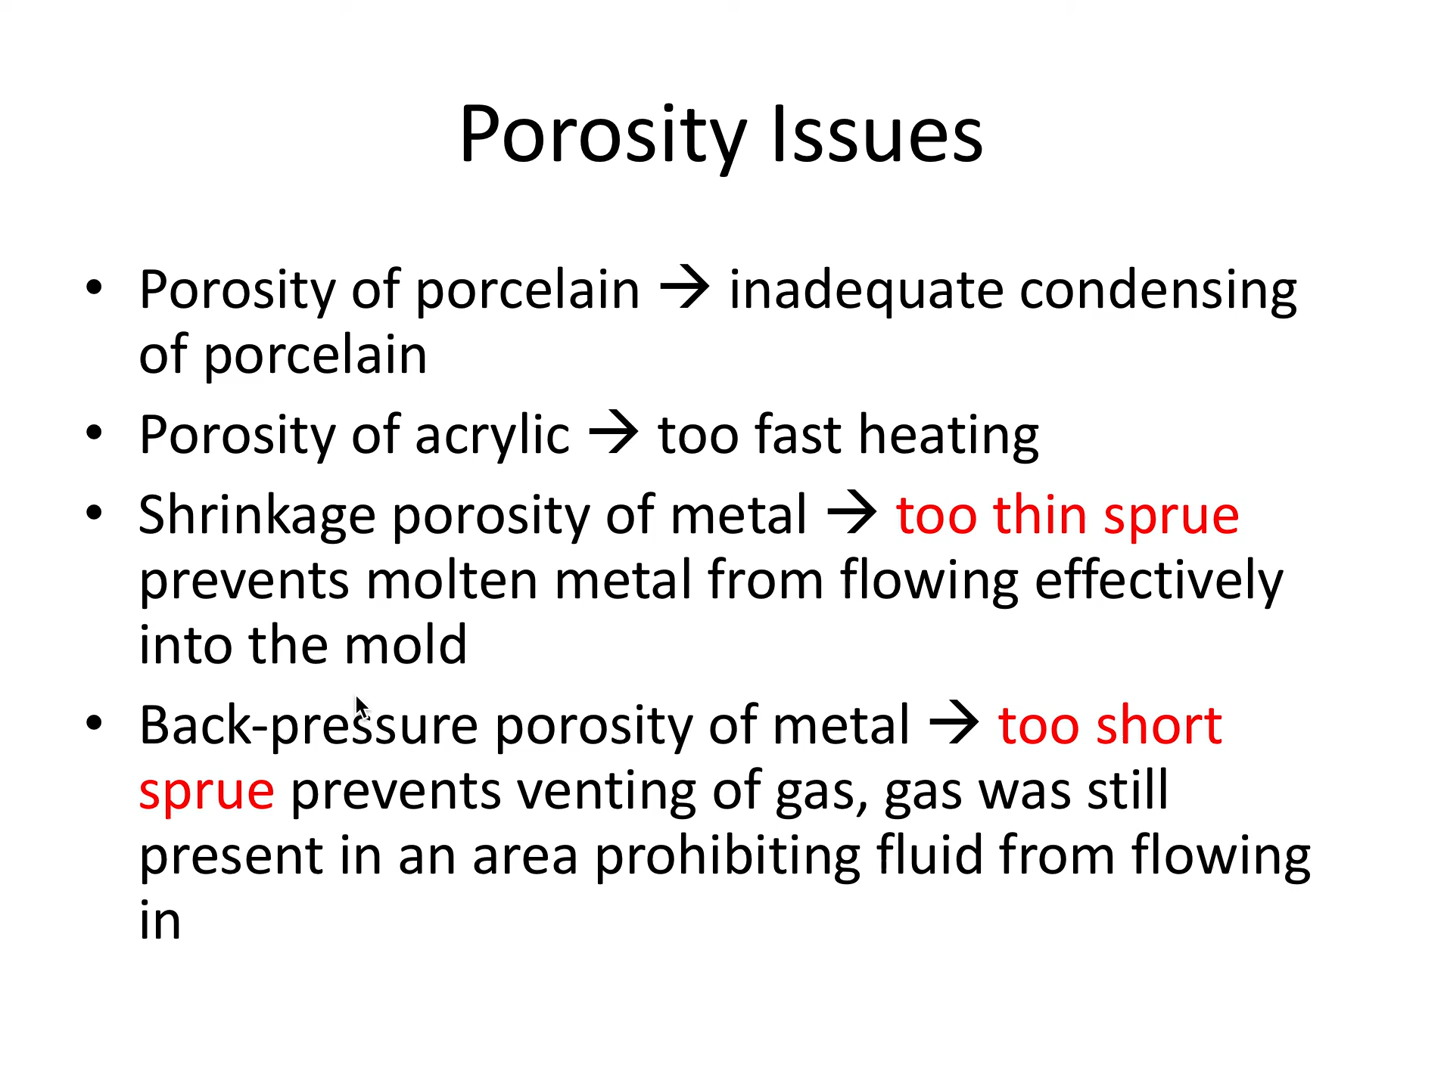 Porosity Issues
• Porosity of porcelain → inadequate condensing
of porcelain
• Porosity of acrylic → too fast heating
• Shrinkage porosity of metal → too thin sprue
prevents molten metal from flowing effectively
into the mold
• Back-pressure porosity of metal → too short
sprue prevents venting of gas, gas was still
present in an area prohibiting fluid from flowing
in